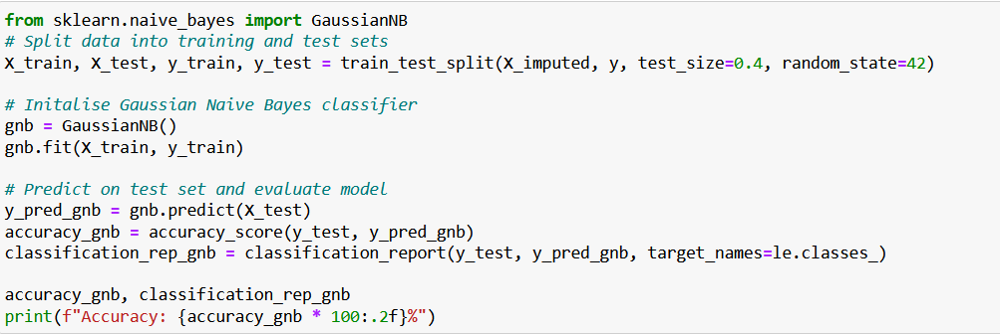 from sklearn.naive_bayes import GaussianNB
# Split data into training and test sets
X_train, X_test, y_train, y_test = train_test_split(X_imputed, y, test_size=0.4, random_state=42)
# Initalise Gaussian Naive Bayes classifier
gnb = GaussianNB()
gnb.fit(X_train, y_train)
# Predict on test set and evaluate model
y_pred_gnb = gnb.predict(X_test)
accuracy_gnb = accuracy_score(y_test, y_pred_gnb)
classification_rep_gnb = classification_report(y_test, y_pred_gnb, target_names=le.classes_)
accuracy_gnb, classification_rep_gnb
print(f"Accuracy: {accuracy_gnb * 100:.2f}%")